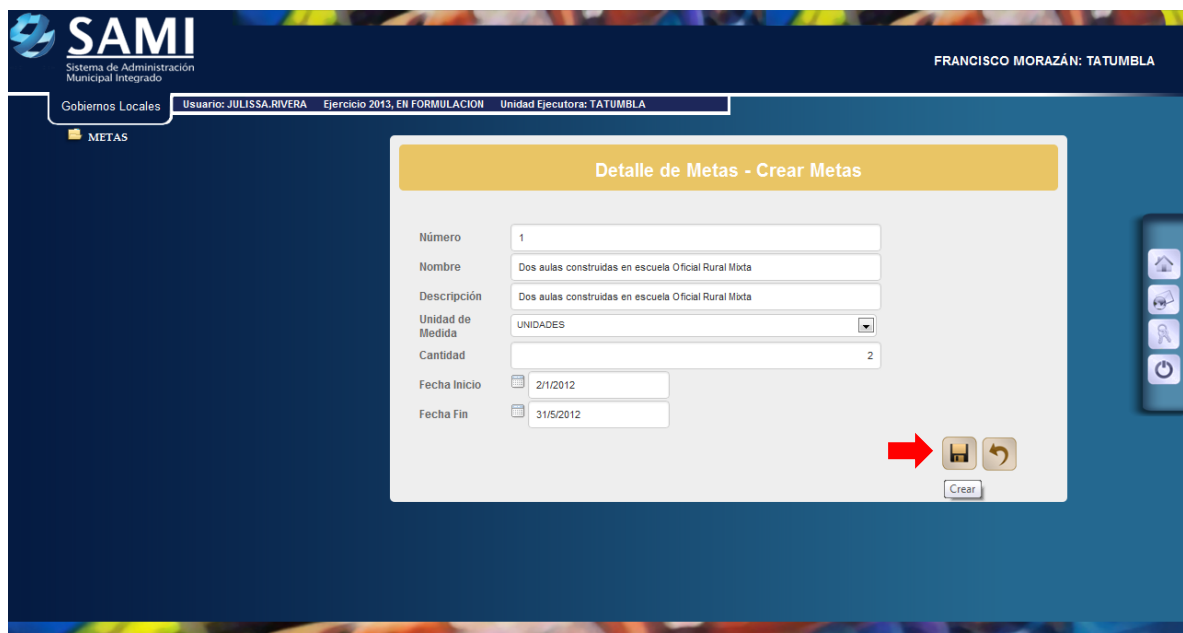 SAMI
Sistema de Administración
Municipal Integrado
FRANCISCO MORAZÁN: TATUMBLA
Gobiernos Locales
Usuario: JULISSA.RIVERA Ejercicio 2013, EN FORMULACION Unidad Ejecutora: TATUMBLA
METAS
Detalle de Metas - Crear Metas
Número 1
Nombre Dos aulas construidas en escuela Oficial Rural Mixta
Descripción Dos aulas construidas en escuela Oficial Rural Mixta
Unidad de
Medida UNIDADES
Cantidad 2
Fecha Inicio 2/1/2012
Fecha Fin 31/5/2012
Crear